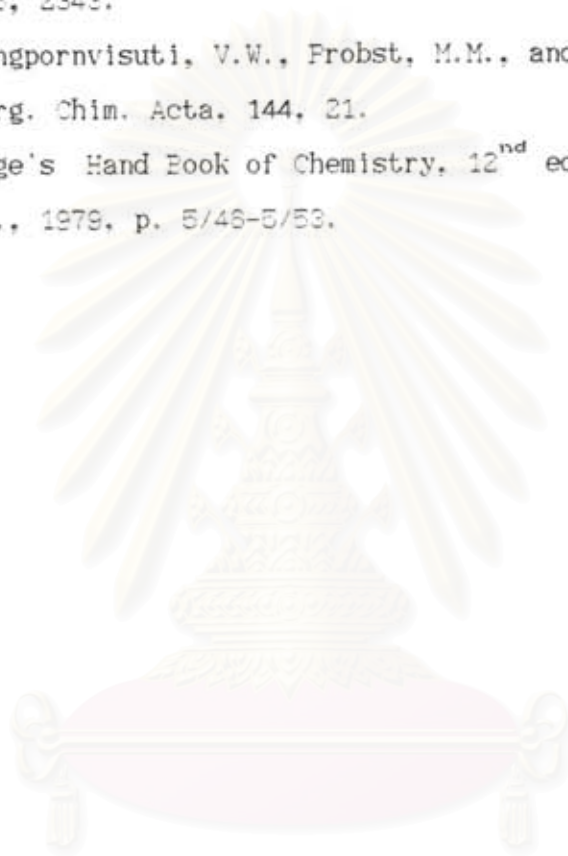 2343.
ngpornvisuti, V.W., Probst, M.M., and
rg. Chim. Acta, 144, 21.
ge's Hand Book of Chemistry, 12nd ed
., 1979, p. 5/46-5/53.